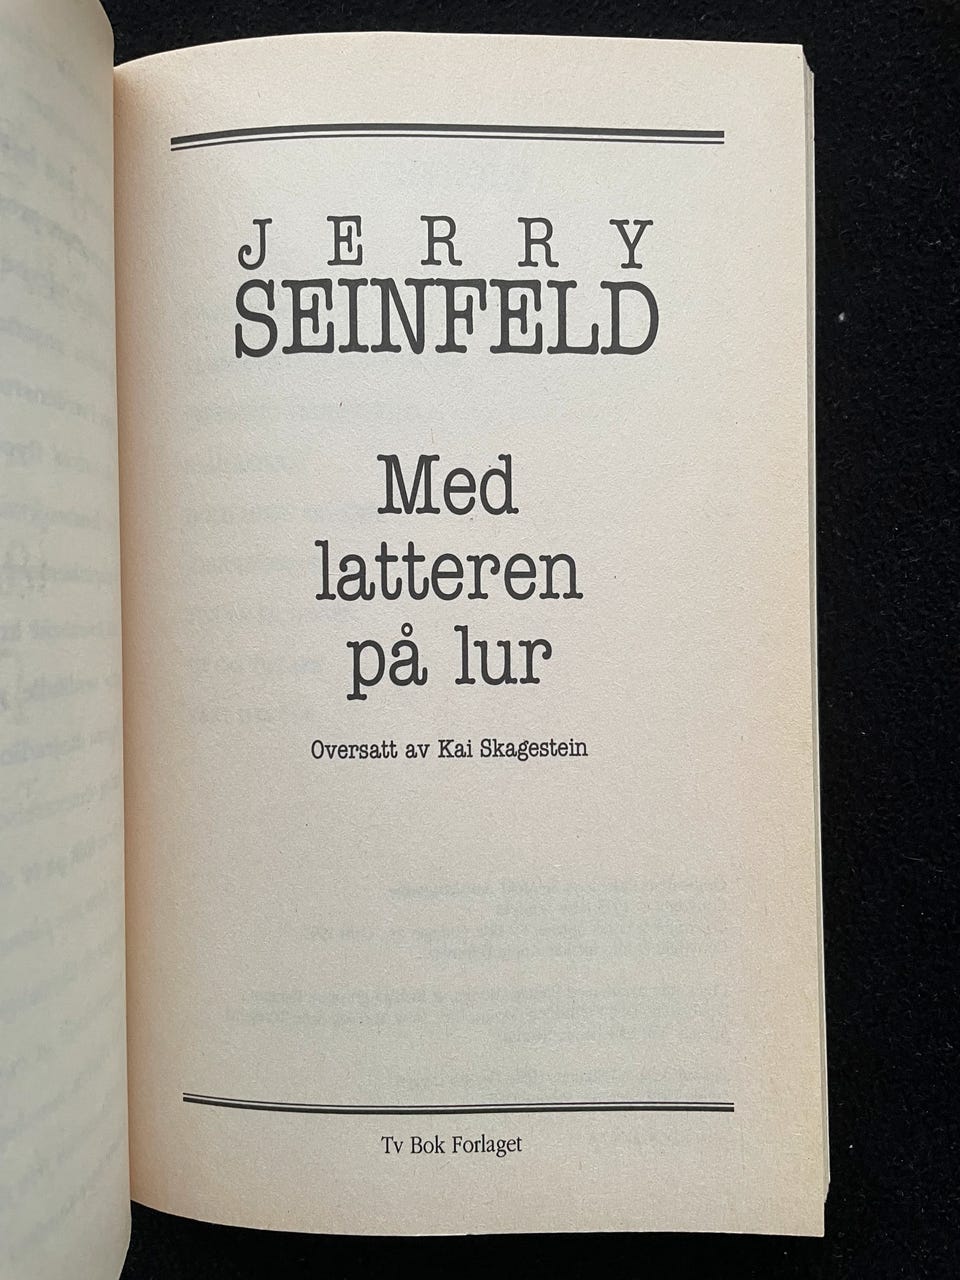 JERRY
SEINFELD
Med
latteren
på lur
Oversatt av Kai Skagestein
Tv Bok Forlaget